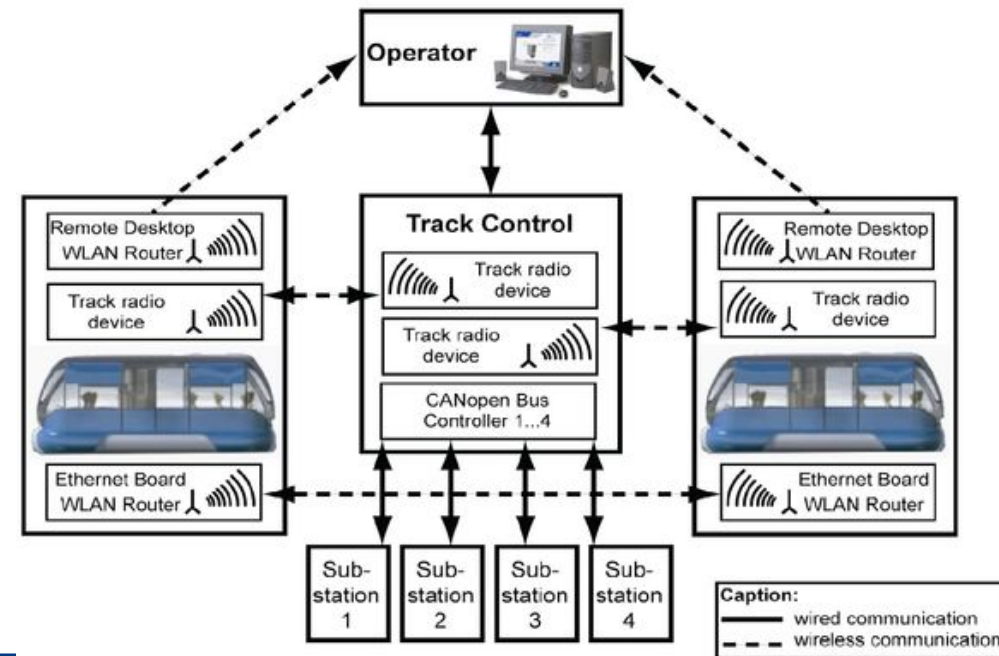 Operator
Remote Desktop
WLAN Router
Track radio
device
Ethernet Board
WLAN Router
Track Control
Track radio
device
Track radio
device
CANopen Bus
Controller 1...4
Remote Desktop
WLAN Router
Track radio
device
Ethernet Board
WLAN Router
Sub-
station
1
Sub-
station
2
Sub-
station
3
Sub-
station
4
Caption:
wired communication
wireless communication